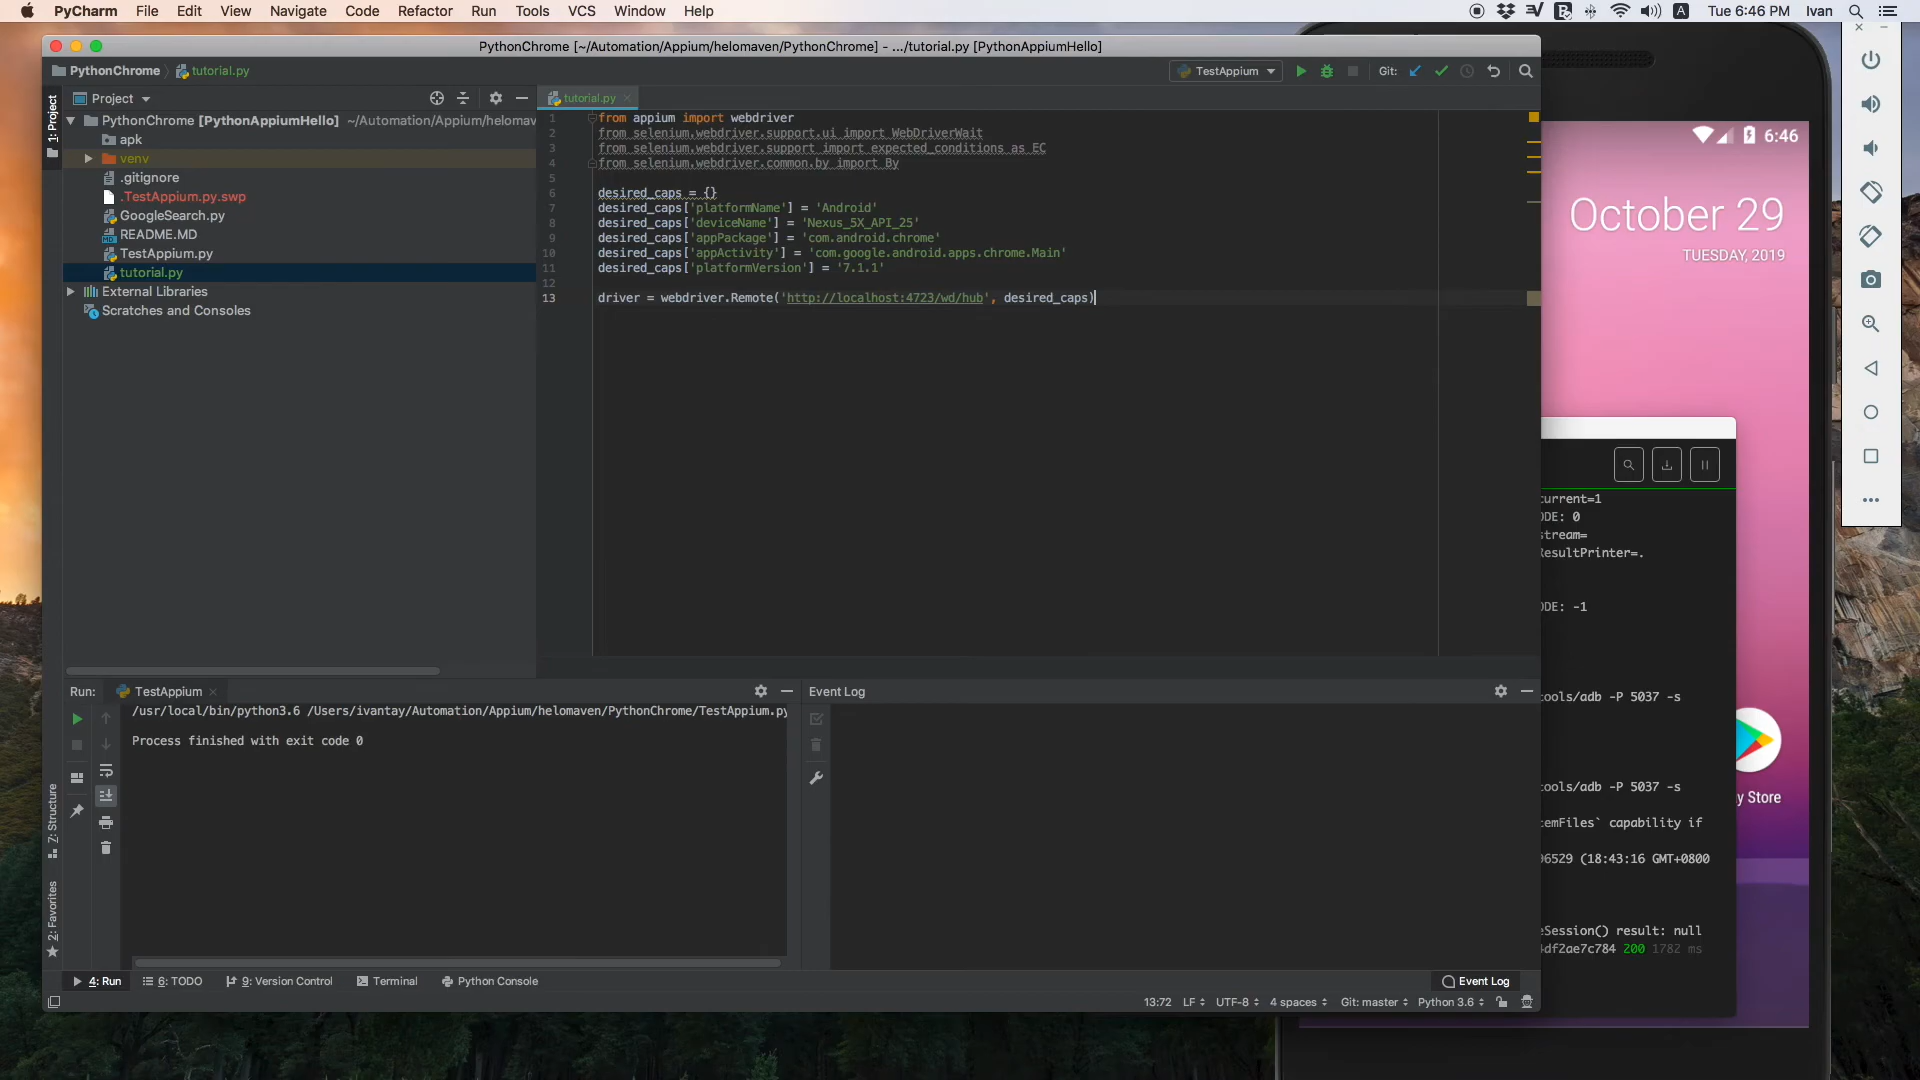 PyCharm File Edit View Navigate Code Refactor Run Tools VCS Window Help
A Tue 6:46 PM Ivan
PythonChrome [~/Automation/Appium/helomaven/PythonChrome] - .../tutorial.py [PythonAppiumHello]
PythonChrome tutorial.py
TestAppium
Git:
1: Project
Project
tutorial.py
PythonChrome [PythonAppiumHello] ~/Automation/Appium/helomav
apk
venv
.gitignore
.TestAppium.py.swp
GoogleSearch.py
README.MD
TestAppium.py
tutorial.py
External Libraries
Scratches and Consoles
1 from appium import webdriver
2 from selenium.webdriver.support.ui import WebDriverWait
3 from selenium.webdriver.support import expected_conditions as EC
4 from selenium.webdriver.common.by import By
5
6 desired_caps = {}
7 desired_caps['platformName'] = 'Android'
8 desired_caps['deviceName'] = 'Nexus_5X_API_25'
9 desired_caps['appPackage'] = 'com.android.chrome'
10 desired_caps['appActivity'] = 'com.google.android.apps.chrome.Main'
11 desired_caps['platformVersion'] = '7.1.1'
12
13 driver = webdriver.Remote('http://localhost:4723/wd/hub', desired_caps)
6:46
October 29
TUESDAY, 2019
current=1
ODE: 0
stream=
ResultPrinter=.
ODE: -1
tools/adb -P 5037 -s
tools/adb -P 5037 -s
y Store
temFiles` capability if
96529 (18:43:16 GMT+0800
eSession() result: null
4df2ae7c784 200 1782 ms
Run: TestAppium
/usr/local/bin/python3.6 /Users/ivantay/Automation/Appium/helomaven/PythonChrome/TestAppium.py
Process finished with exit code 0
Event Log
7: Structure
2: Favorites
4: Run 6: TODO 9: Version Control Terminal Python Console
Event Log
13:72 LF UTF-8 4 spaces Git: master Python 3.6